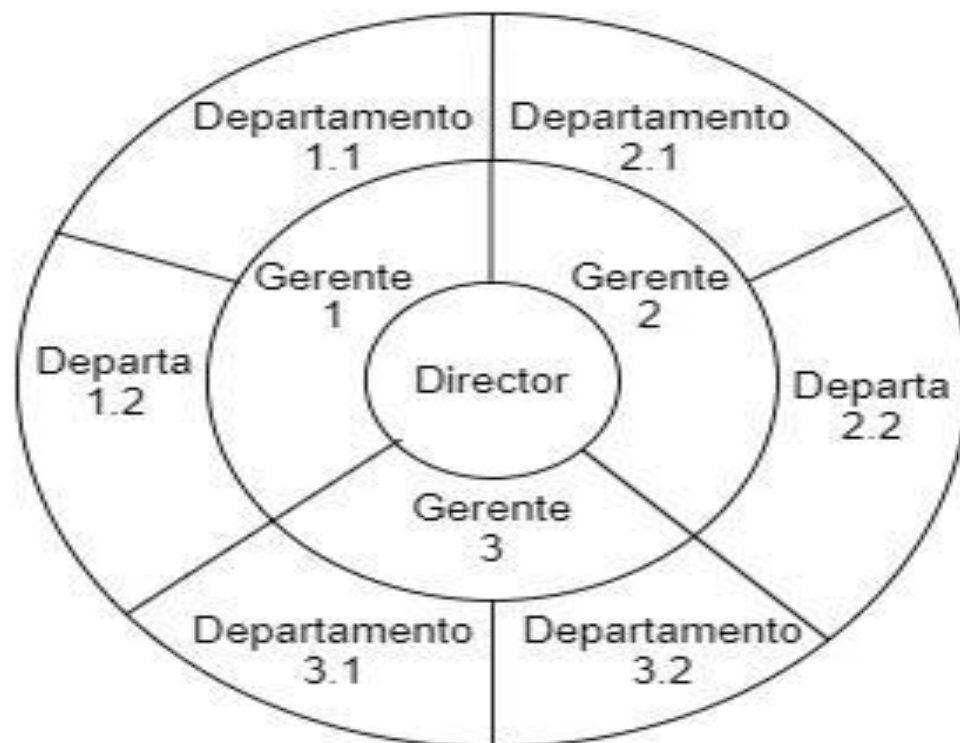 Departamento
1.1
Departamento
2.1
Gerente
1
Gerente
2
Departa
1.2
Director
Departa
2.2
Gerente
3
Departamento
3.1
Departamento
3.2